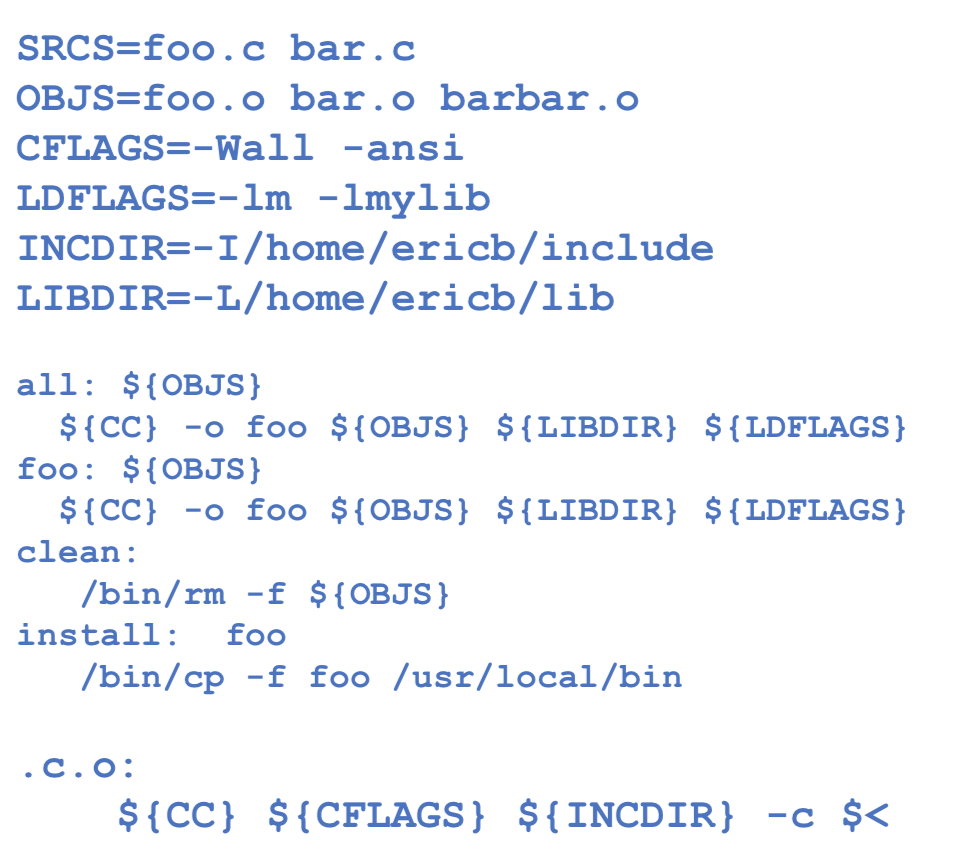 SRCS=foo.c bar.c
OBJS=foo.o bar.o barbar.o
CFLAGS=-Wall -ansi
LDFLAGS=-lm -lmylib
INCDIR=-I/home/ericb/include
LIBDIR=-L/home/ericb/lib
all: ${OBJS}
${CC} -o foo ${OBJS} ${LIBDIR} ${LDFLAGS}
foo: ${OBJS}
${CC} -o foo ${OBJS} ${LIBDIR} ${LDFLAGS}
clean:
/bin/rm -f ${OBJS}
install: foo
/bin/cp -f foo /usr/local/bin
.c.o:
${CC} ${CFLAGS} ${INCDIR} -c $<